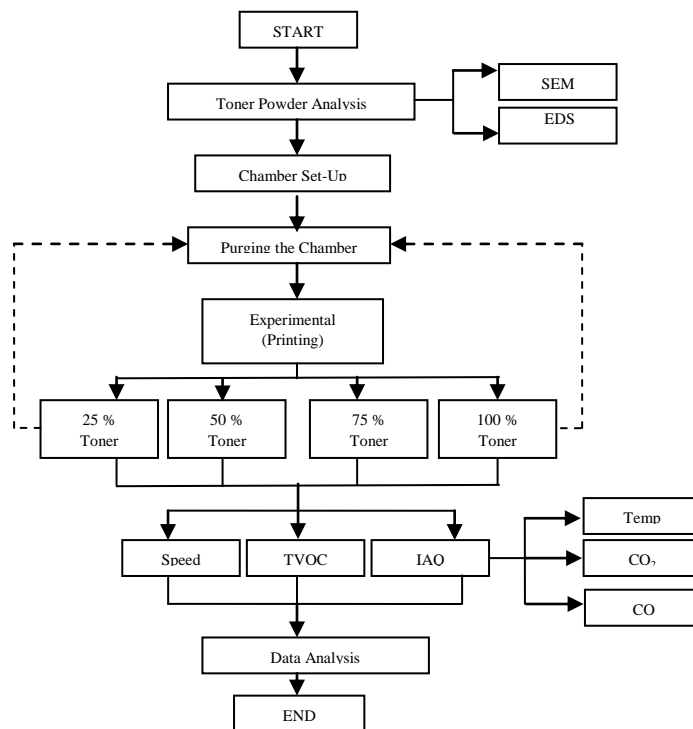 START
SEM
Toner Powder Analysis
EDS
Chamber Set-Up
Purging the Chamber
Experimental
(Printing)
25 %
Toner
50 %
Toner
75 %
Toner
100 %
Toner
Speed
TVOC
IAQ
Temp
CO2
CO
Data Analysis
END